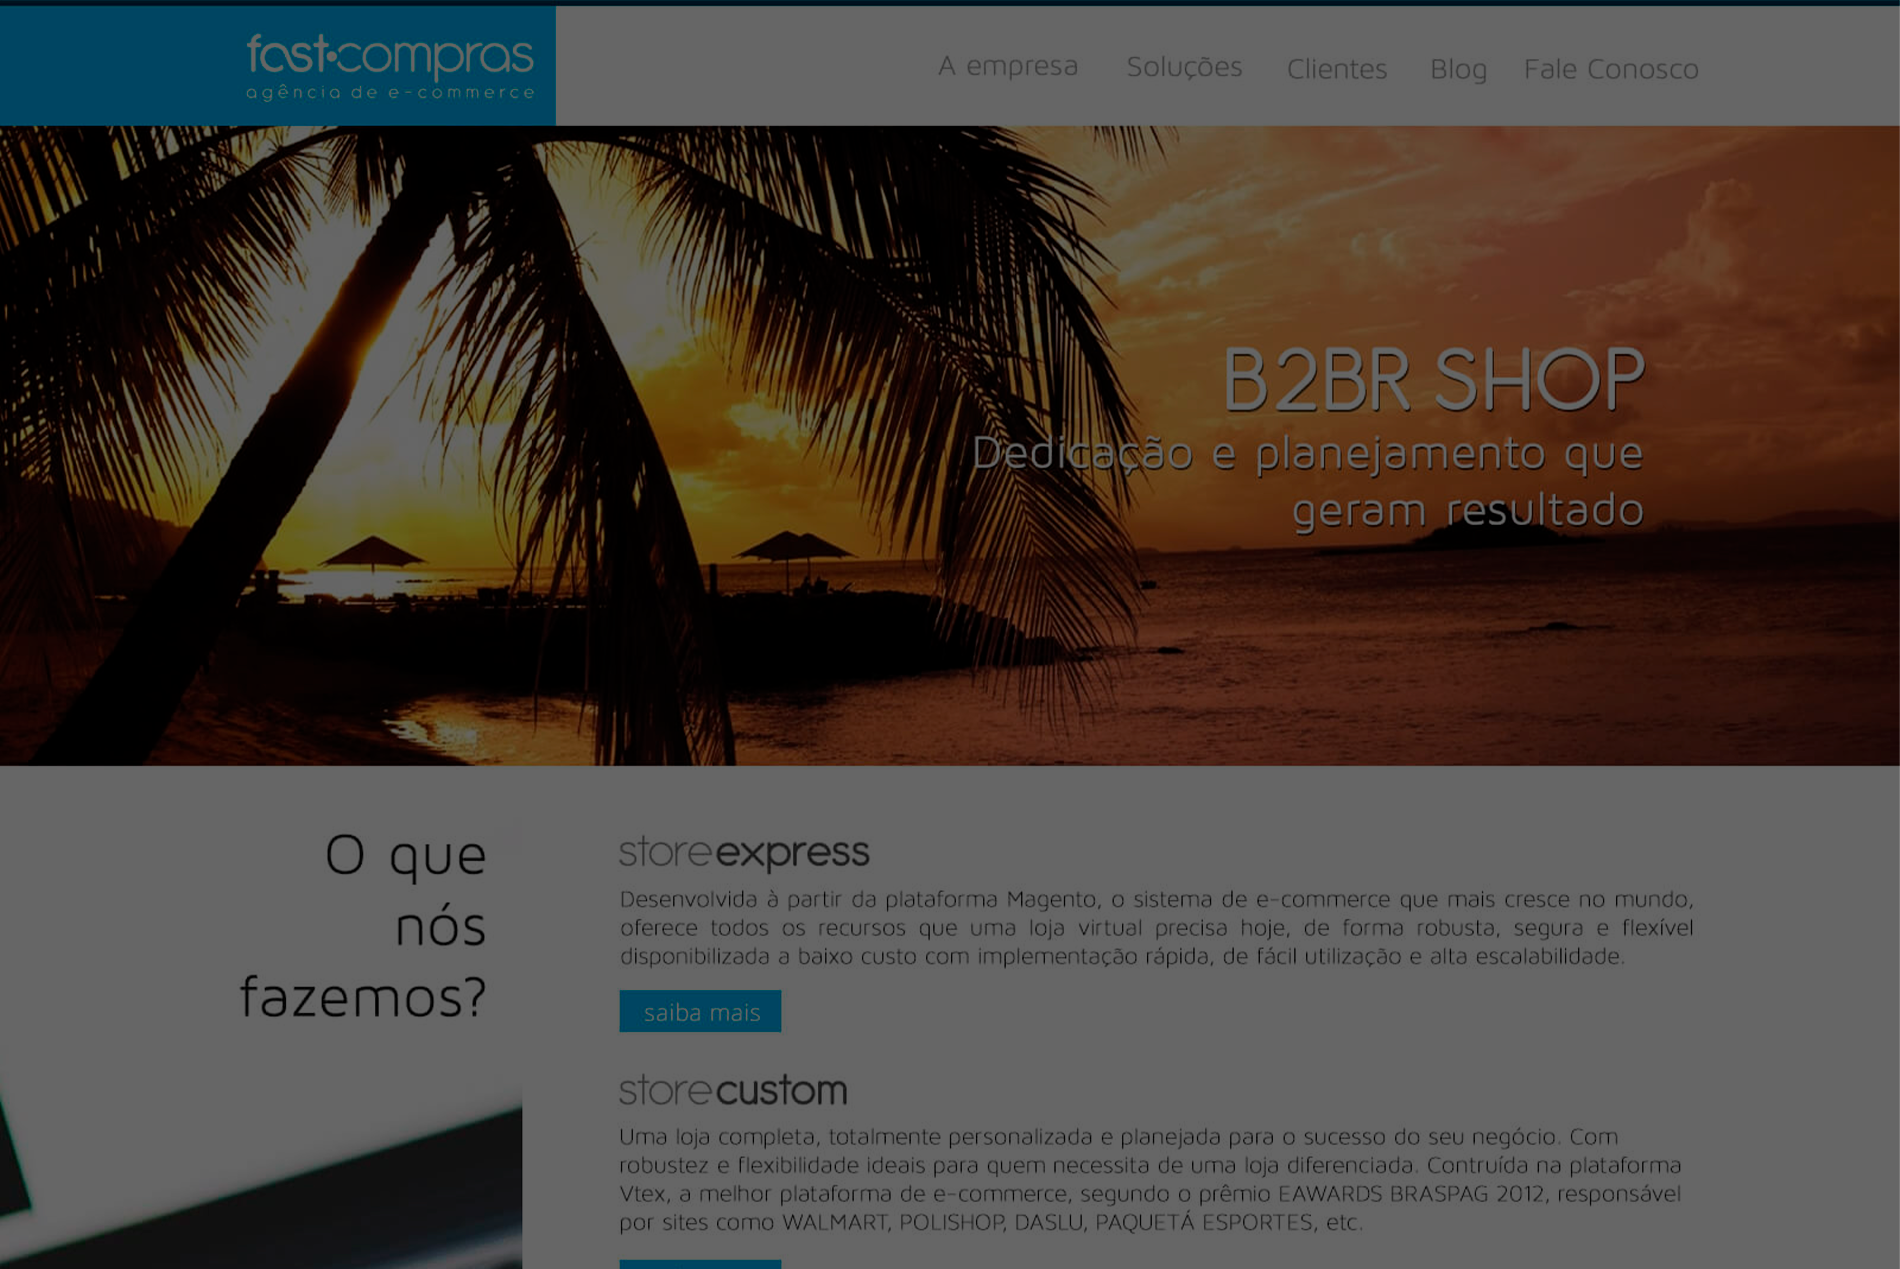 fast·compras
agência de e-commerce
A empresa
Soluções
Clientes
Blog
Fale Conosco
B2BR SHOP
Dedicação e planejamento que
geram resultado
O que
nós
fazemos?
storeexpress
Desenvolvida à partir da plataforma Magento, o sistema de e-commerce que mais cresce no mundo,
oferece todos os recursos que uma loja virtual precisa hoje, de forma robusta, segura e flexível
disponibilizada a baixo custo com implementação rápida, de fácil utilização e alta escalabilidade.
saiba mais
storecustom
Uma loja completa, totalmente personalizada e planejada para o sucesso do seu negócio. Com
robustez e flexibilidade ideais para quem necessita de uma loja diferenciada. Contruída na plataforma
Vtex, a melhor plataforma de e-commerce, segundo o prêmio EAWARDS BRASPAG 2012, responsável
por sites como WALMART, POLISHOP, DASLU, PAQUETÁ ESPORTES, etc.